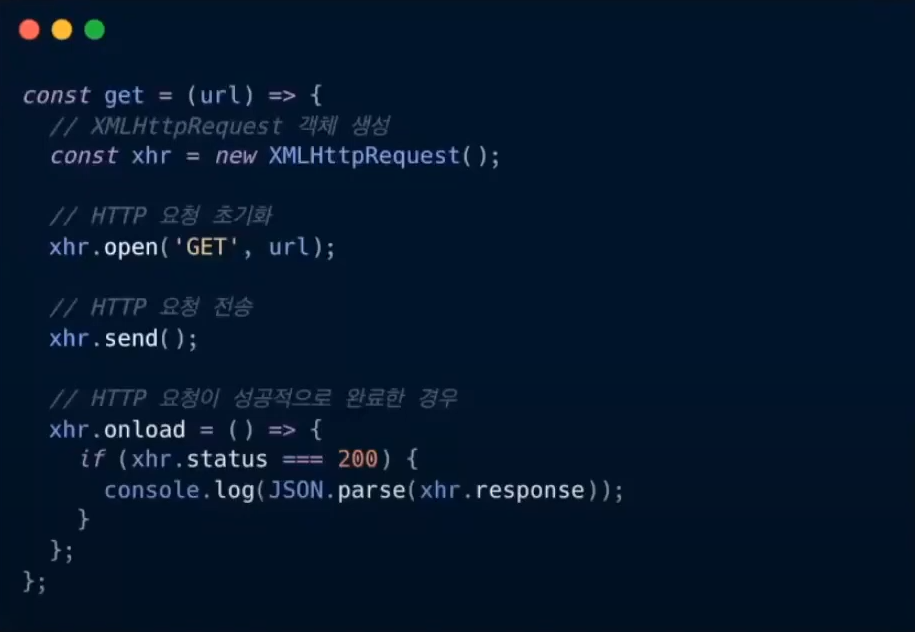 const get = (url) => {
// XMLHttpRequest 객체 생성
const xhr = new XMLHttpRequest();
// HTTP 요청 초기화
xhr.open('GET', url);
// HTTP 요청 전송
xhr.send();
// HTTP 요청이 성공적으로 완료한 경우
xhr.onload = () => {
if (xhr.status === 200) {
console.log(JSON.parse(xhr.response));
}
};
};